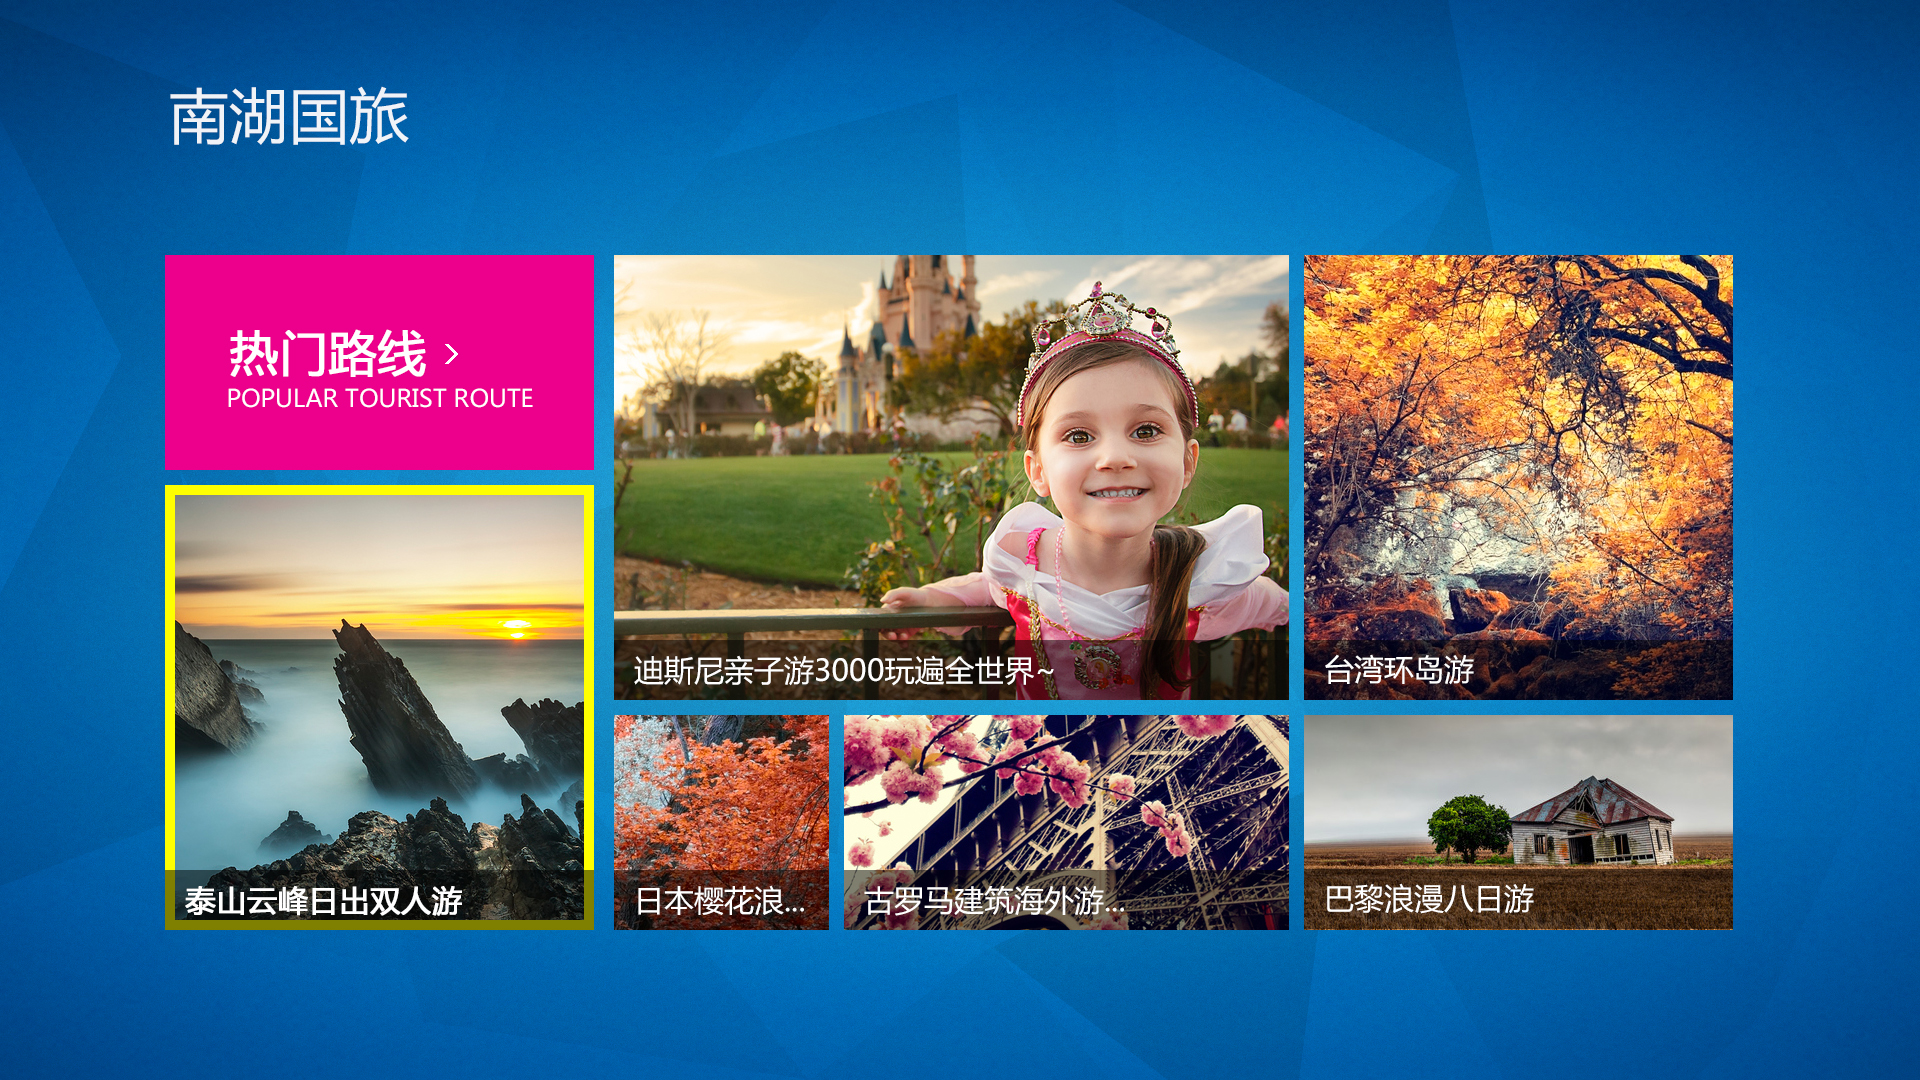 南湖国旅
热门路线 >
POPULAR TOURIST ROUTE
迪斯尼亲子游3000玩遍全世界~
台湾环岛游
泰山云峰日出双人游
日本樱花浪...
古罗马建筑海外游...
巴黎浪漫八日游